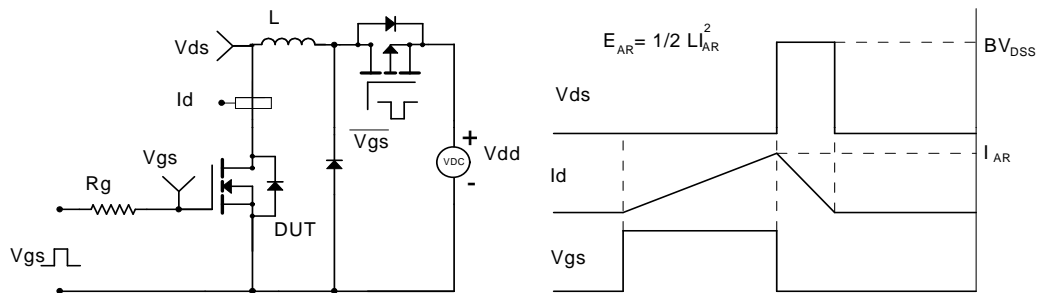 L
Vds
Id
Vgs
Vgs
+
VDC
Vdd
-
Rg
DUT
Vgs
E_AR= 1/2 LI_AR^2
BV_DSS
Vds
I_AR
Id
Vgs